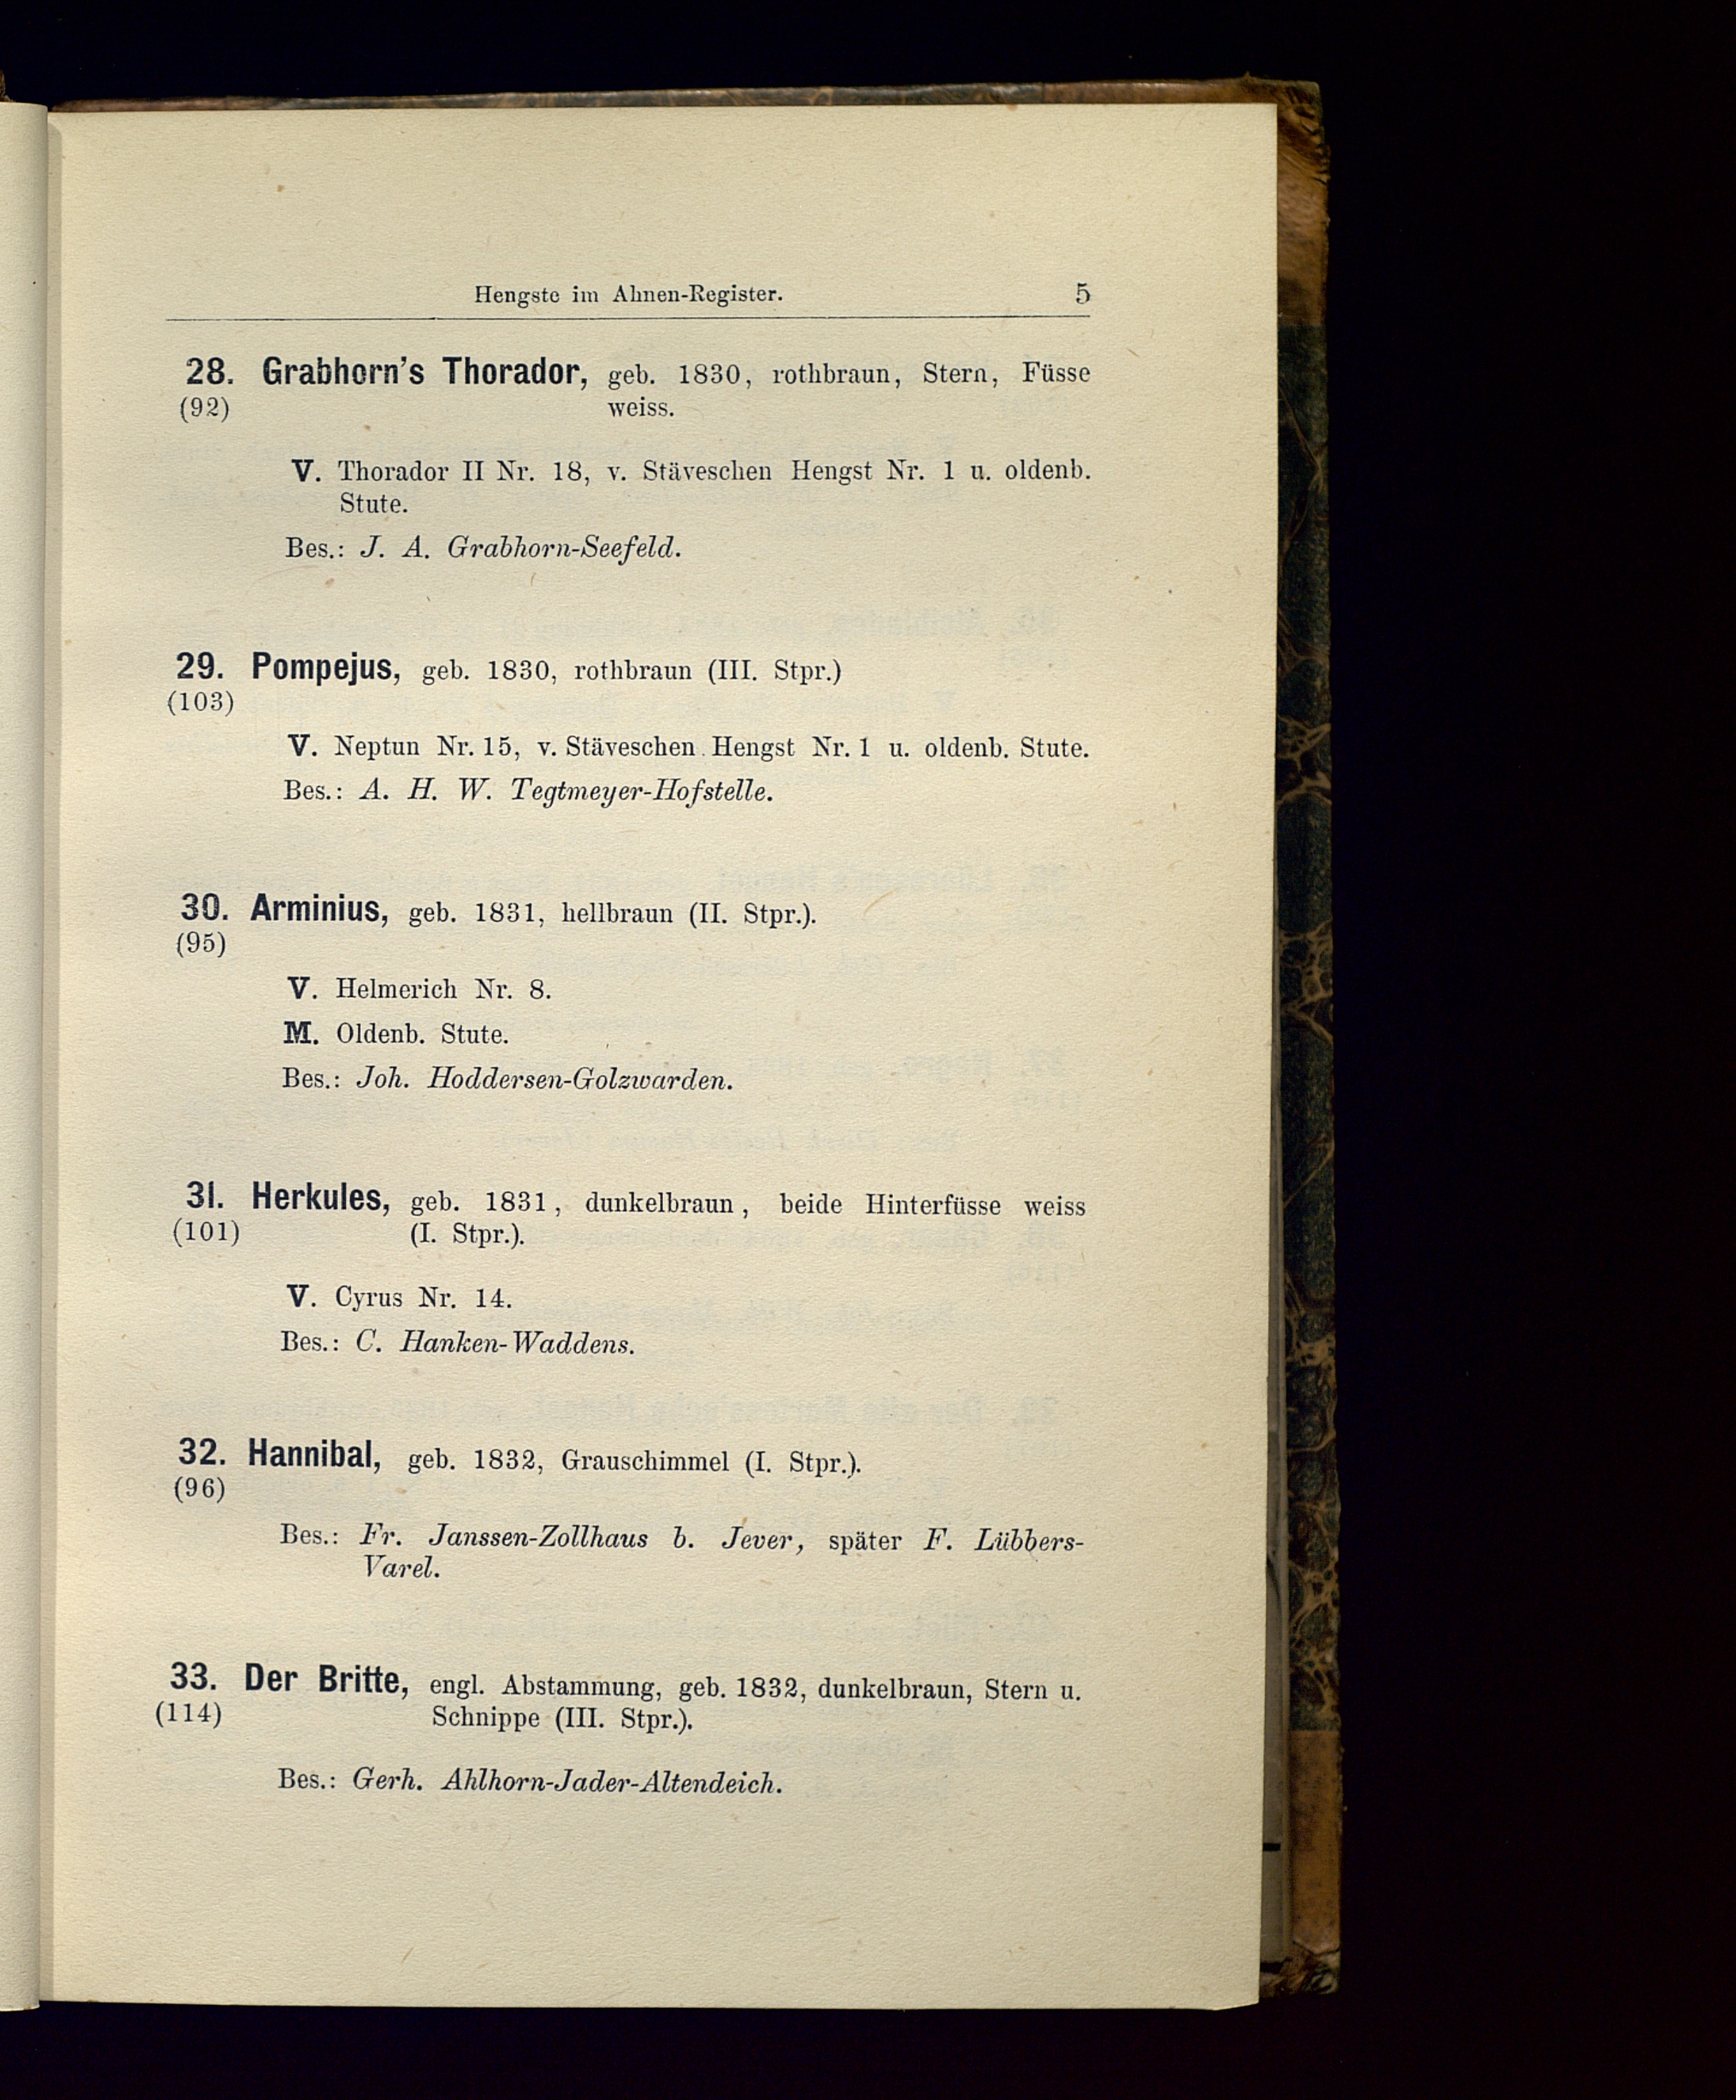 Hengste im Ahnen-Register. 5
28. Grabhorn's Thorador, geb. 1830, rothbraun, Stern, Füsse
(92) weiss.
V. Thorador II Nr. 18, v. Stäveschen Hengst Nr. 1 u. oldenb.
Stute.
Bes.: J. A. Grabhorn-Seefeld.
29. Pompejus, geb. 1830, rothbraun (III. Stpr.)
(103)
V. Neptun Nr. 15, v. Stäveschen Hengst Nr. 1 u. oldenb. Stute.
Bes.: A. H. W. Tegtmeyer-Hofstelle.
30. Arminius, geb. 1831, hellbraun (II. Stpr.).
(95)
V. Helmerich Nr. 8.
M. Oldenb. Stute.
Bes.: Joh. Hoddersen-Golzwarden.
31. Herkules, geb. 1831, dunkelbraun, beide Hinterfüsse weiss
(101) (I. Stpr.).
V. Cyrus Nr. 14.
Bes.: C. Hanken-Waddens.
32. Hannibal, geb. 1832, Grauschimmel (I. Stpr.).
(96)
Bes.: Fr. Janssen-Zollhaus b. Jever, später F. Lübbers-
Varel.
33. Der Britte, engl. Abstammung, geb. 1832, dunkelbraun, Stern u.
(114) Schnippe (III. Stpr.).
Bes.: Gerh. Ahlhorn-Jader-Altendeich.